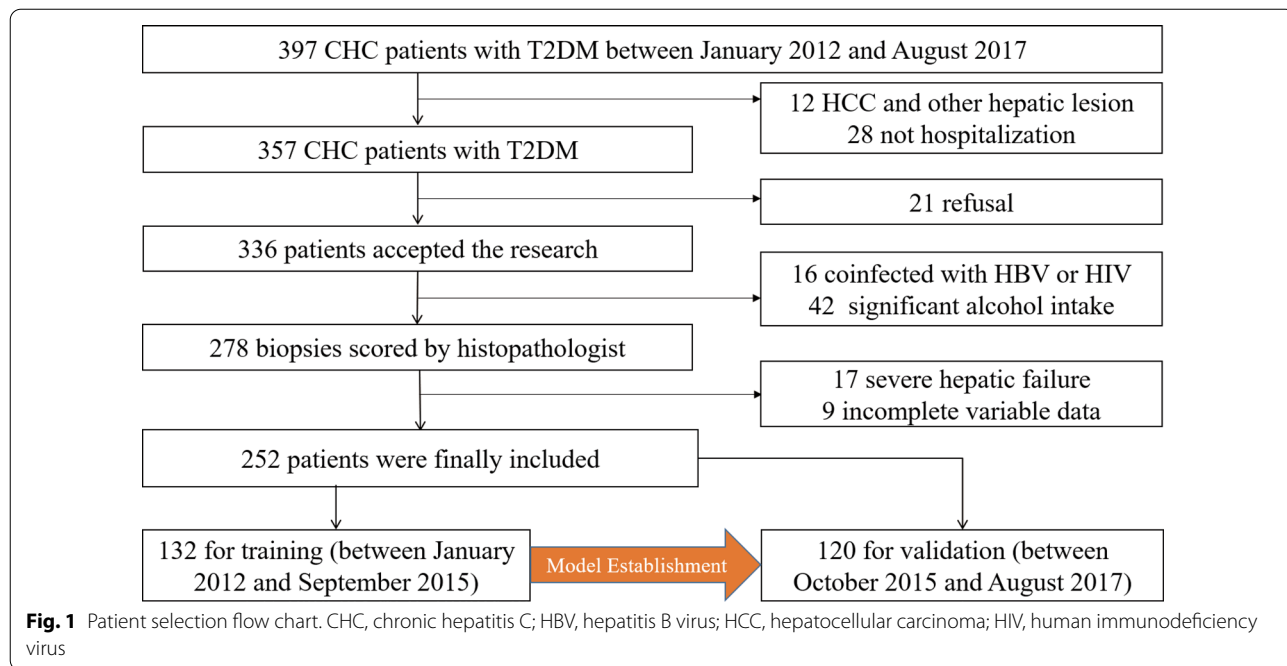 397 CHC patients with T2DM between January 2012 and August 2017
12 HCC and other hepatic lesion
28 not hospitalization
357 CHC patients with T2DM
21 refusal
336 patients accepted the research
16 coinfected with HBV or HIV
42 significant alcohol intake
278 biopsies scored by histopathologist
17 severe hepatic failure
9 incomplete variable data
252 patients were finally included
132 for training (between January
2012 and September 2015)
Model Establishment
120 for validation (between
October 2015 and August 2017)
Fig. 1 Patient selection flow chart. CHC, chronic hepatitis C; HBV, hepatitis B virus; HCC, hepatocellular carcinoma; HIV, human immunodeficiency
virus